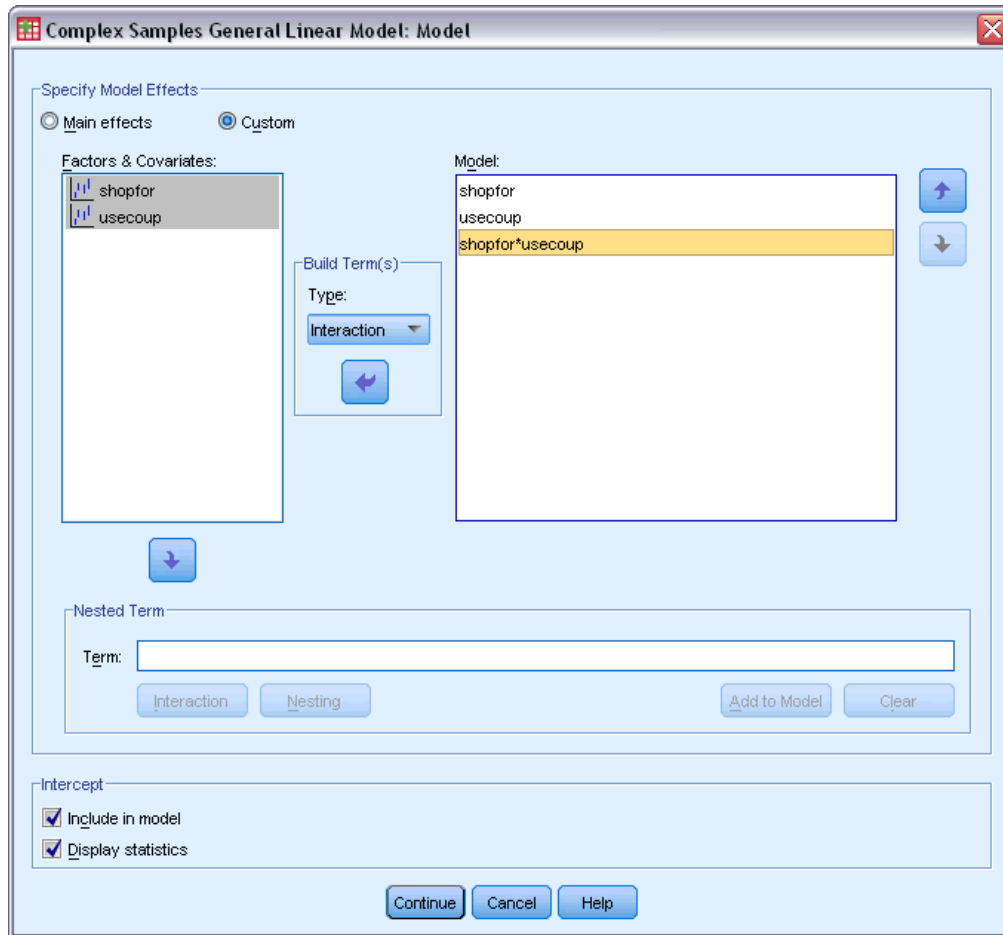 Complex Samples General Linear Model: Model
Specify Model Effects
Main effects
Custom
Factors & Covariates:
shopfor
usecoup
Build Term(s)
Type:
Interaction
Model:
shopfor
usecoup
shopfor*usecoup
Nested Term
Term:
Interaction
Nesting
Add to Model
Clear
Intercept
Include in model
Display statistics
Continue
Cancel
Help